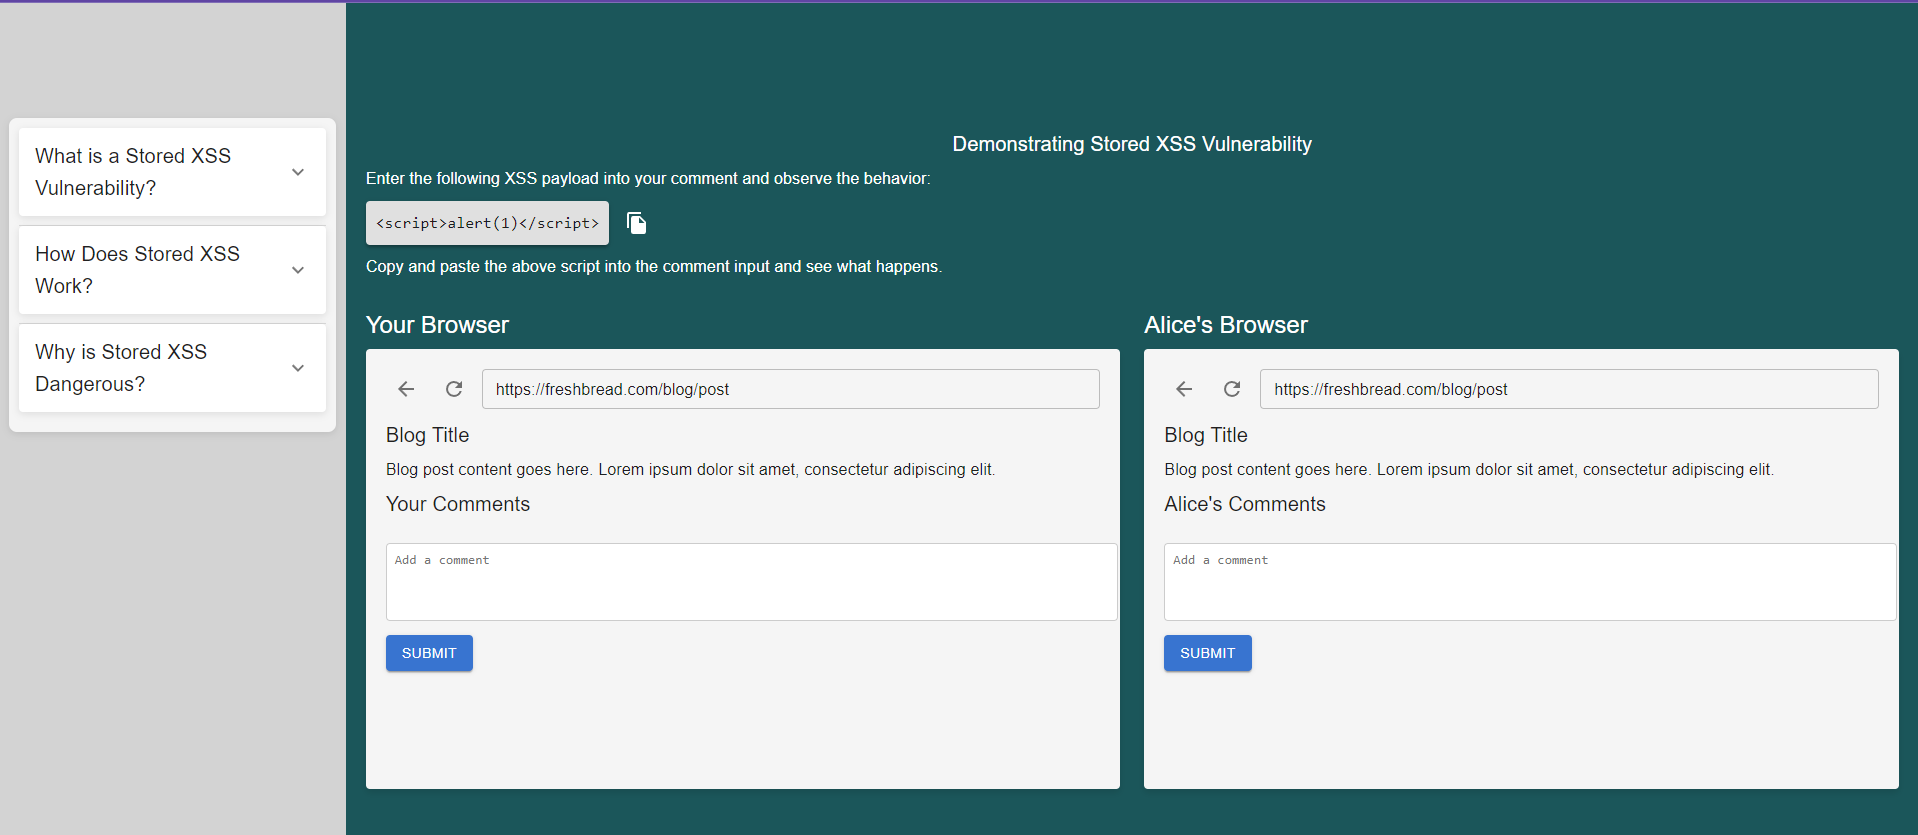 What is a Stored XSS
Vulnerability?
How Does Stored XSS
Work?
Why is Stored XSS
Dangerous?
Demonstrating Stored XSS Vulnerability
Enter the following XSS payload into your comment and observe the behavior:
<script>alert(1)</script>
Copy and paste the above script into the comment input and see what happens.
Your Browser
https://freshbread.com/blog/post
Blog Title
Blog post content goes here. Lorem ipsum dolor sit amet, consectetur adipiscing elit.
Your Comments
Add a comment
SUBMIT
Alice's Browser
https://freshbread.com/blog/post
Blog Title
Blog post content goes here. Lorem ipsum dolor sit amet, consectetur adipiscing elit.
Alice's Comments
Add a comment
SUBMIT